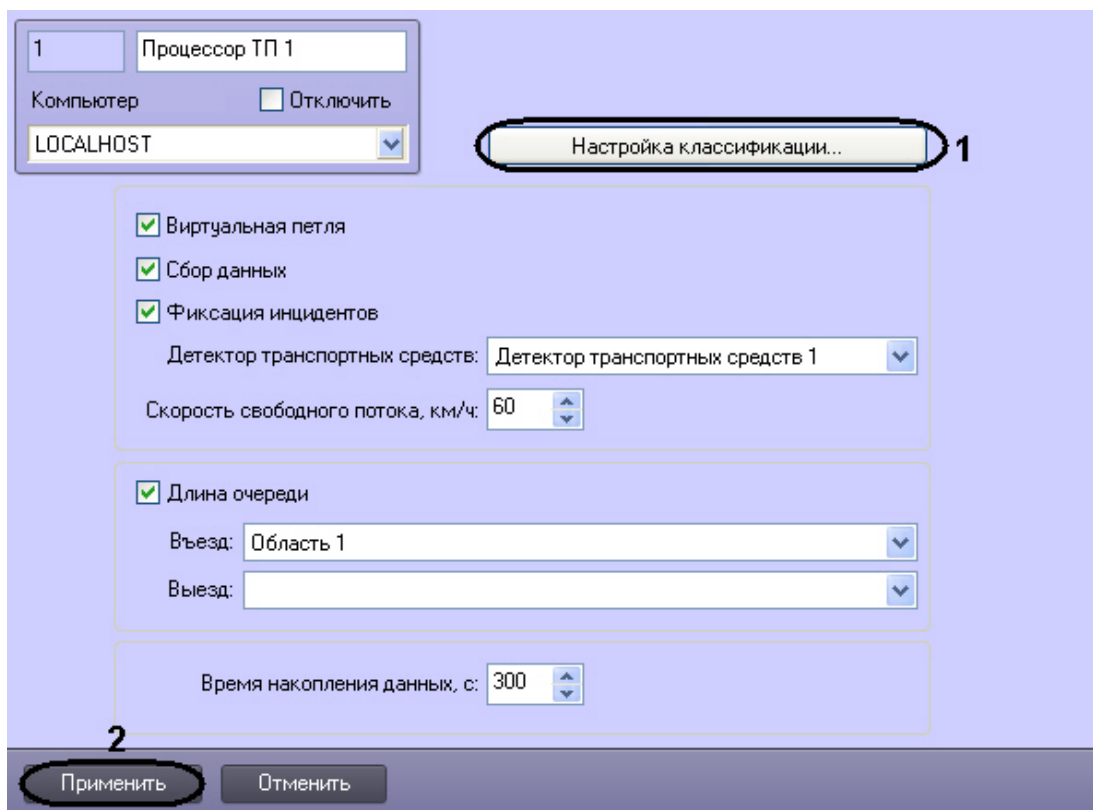 1 Процессор ТП 1
Компьютер Отключить
LOCALHOST
Настройка классификации... 1
Виртуальная петля
Сбор данных
Фиксация инцидентов
Детектор транспортных средств: Детектор транспортных средств 1
Скорость свободного потока, км/ч: 60
Длина очереди
Въезд: Область 1
Выезд:
Время накопления данных, с: 300
2
Применить Отменить